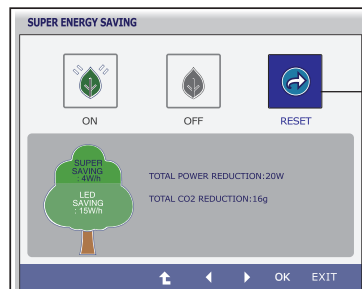 SUPER ENERGY SAVING
ON OFF RESET
SUPER
SAVING
: 4W/h
LED
SAVING
: 15W/h
TOTAL POWER REDUCTION:20W
TOTAL CO2 REDUCTION:16g
OK EXIT